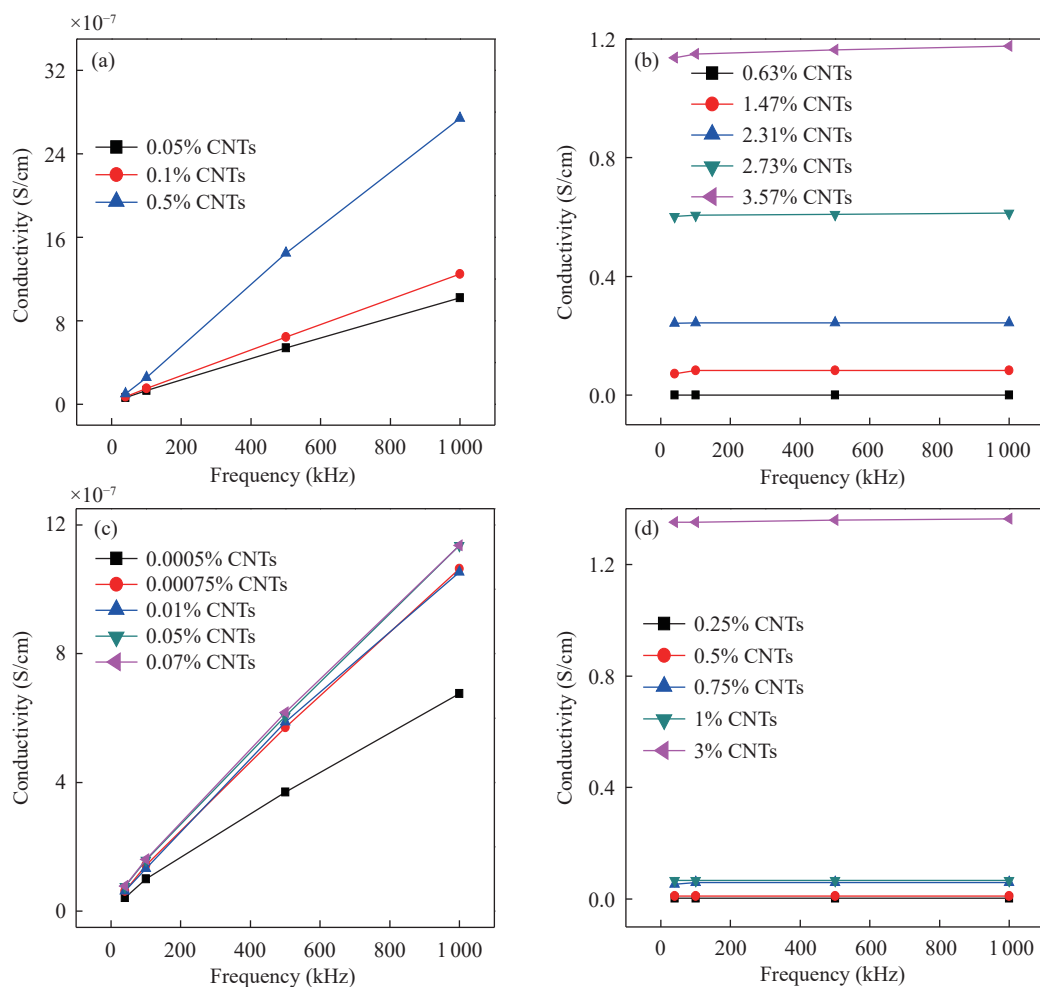 ×10⁻⁷
(a)
32
24
16
8
0
0.05% CNTs
0.1% CNTs
0.5% CNTs
Conductivity (S/cm)
0 200 400 600 800 1 000
Frequency (kHz)
(b)
1.2
0.8
0.4
0.0
0.63% CNTs
1.47% CNTs
2.31% CNTs
2.73% CNTs
3.57% CNTs
Conductivity (S/cm)
0 200 400 600 800 1 000
Frequency (kHz)
×10⁻⁷
(c)
12
8
4
0
0.0005% CNTs
0.00075% CNTs
0.01% CNTs
0.05% CNTs
0.07% CNTs
Conductivity (S/cm)
0 200 400 600 800 1 000
Frequency (kHz)
(d)
1.2
0.8
0.4
0.0
0.25% CNTs
0.5% CNTs
0.75% CNTs
1% CNTs
3% CNTs
Conductivity (S/cm)
0 200 400 600 800 1 000
Frequency (kHz)